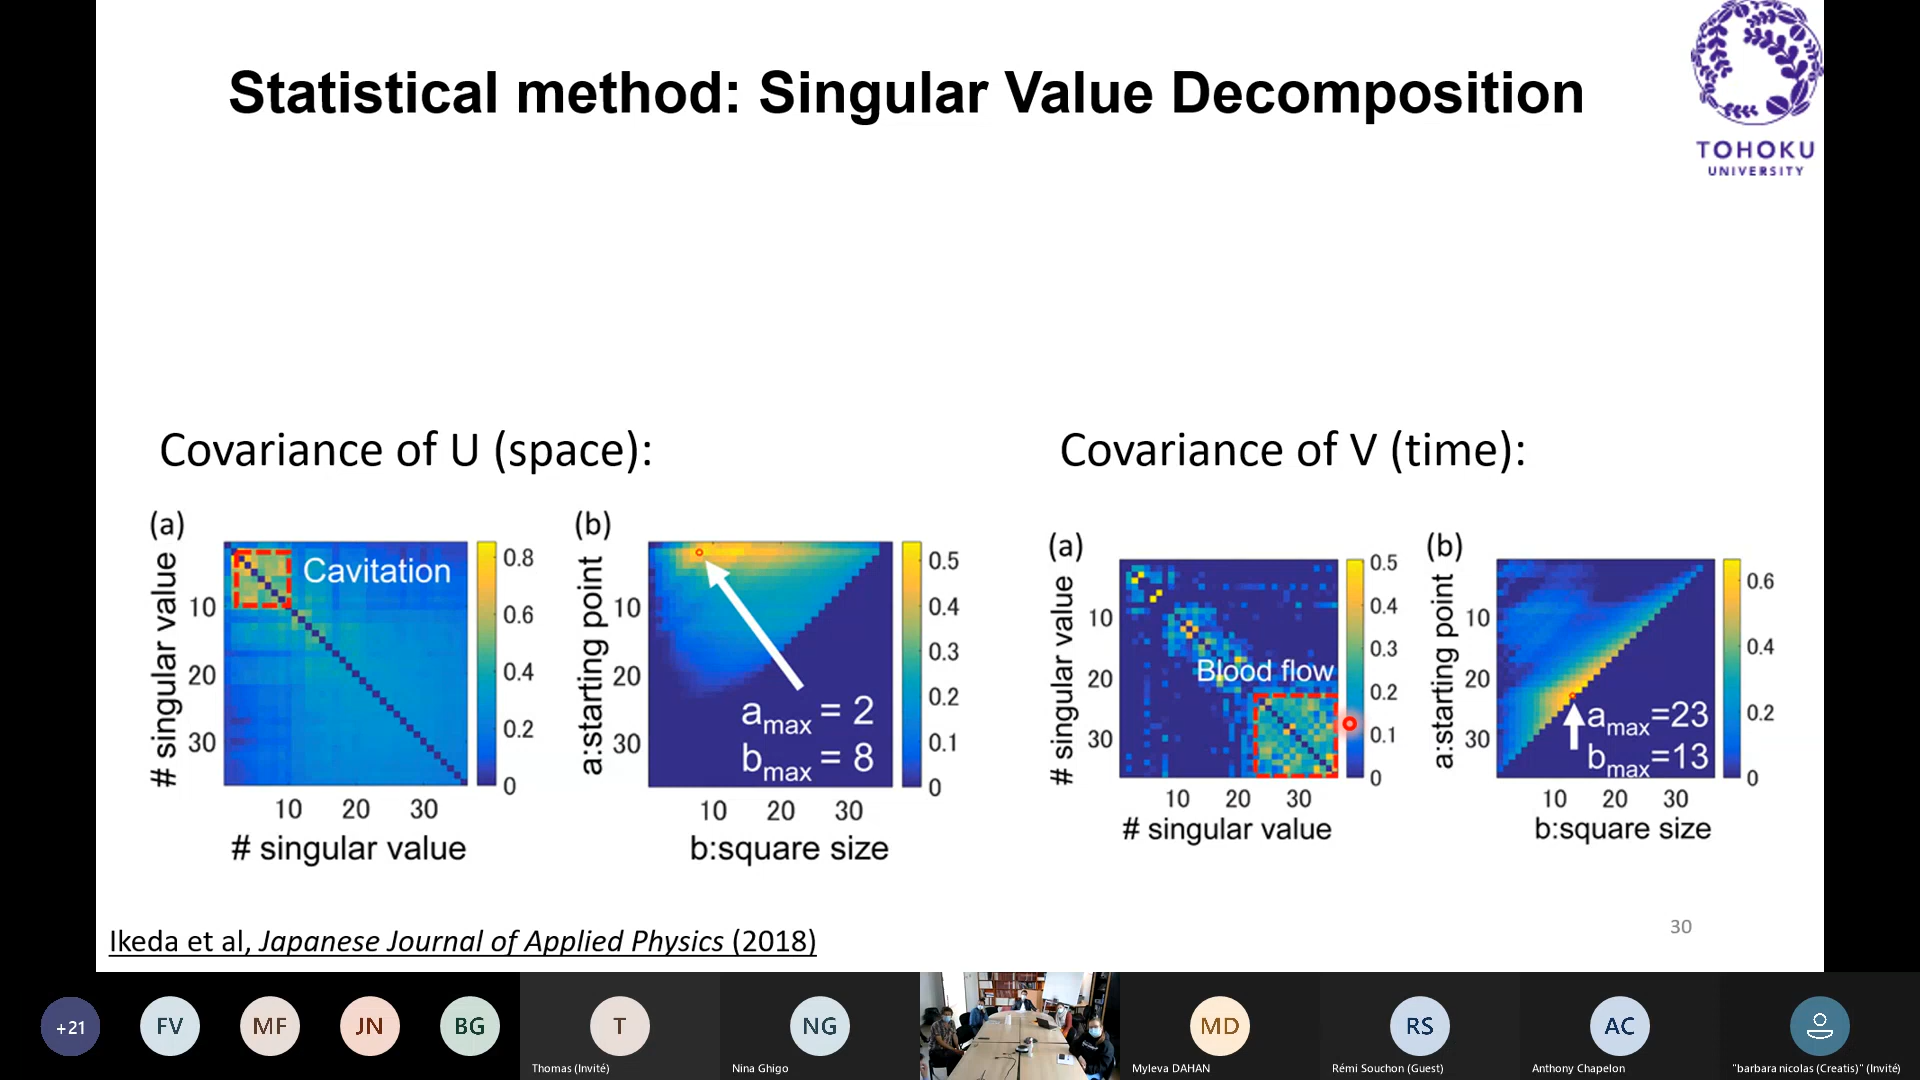 Statistical method: Singular Value Decomposition
TOHOKU
UNIVERSITY
Covariance of U (space):
Covariance of V (time):
(a)
# singular value
10
20
30
Cavitation
0.8
0.6
0.4
0.2
0
10 20 30
# singular value
(b)
a:starting point
10
20
30
amax = 2
bmax = 8
0.5
0.4
0.3
0.2
0.1
0
10 20 30
b:square size
(a)
# singular value
10
20
30
Blood flow
0.5
0.4
0.3
0.2
0.1
0
10 20 30
# singular value
(b)
a:starting point
10
20
30
amax=23
bmax=13
0.6
0.4
0.2
0
10 20 30
b:square size
Ikeda et al, Japanese Journal of Applied Physics (2018)
30
+21
FV
MF
JN
BG
T
Thomas (Invité)
NG
Nina Ghigo
MD
Myleva DAHAN
RS
Rémi Souchon (Guest)
AC
Anthony Chapelon
"barbara nicolas (Creatis)" (Invité)